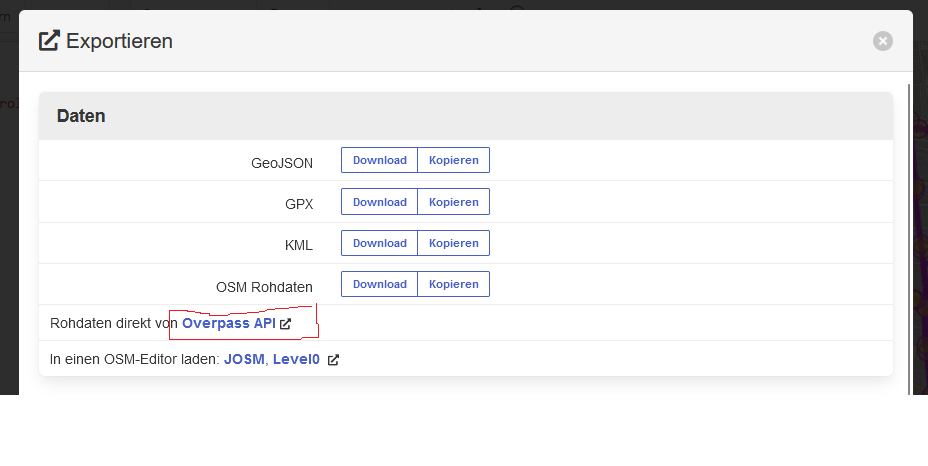 Exportieren
Daten
GeoJSON Download Kopieren
GPX Download Kopieren
KML Download Kopieren
OSM Rohdaten Download Kopieren
Rohdaten direkt von Overpass API
In einen OSM-Editor laden: JOSM, Level0